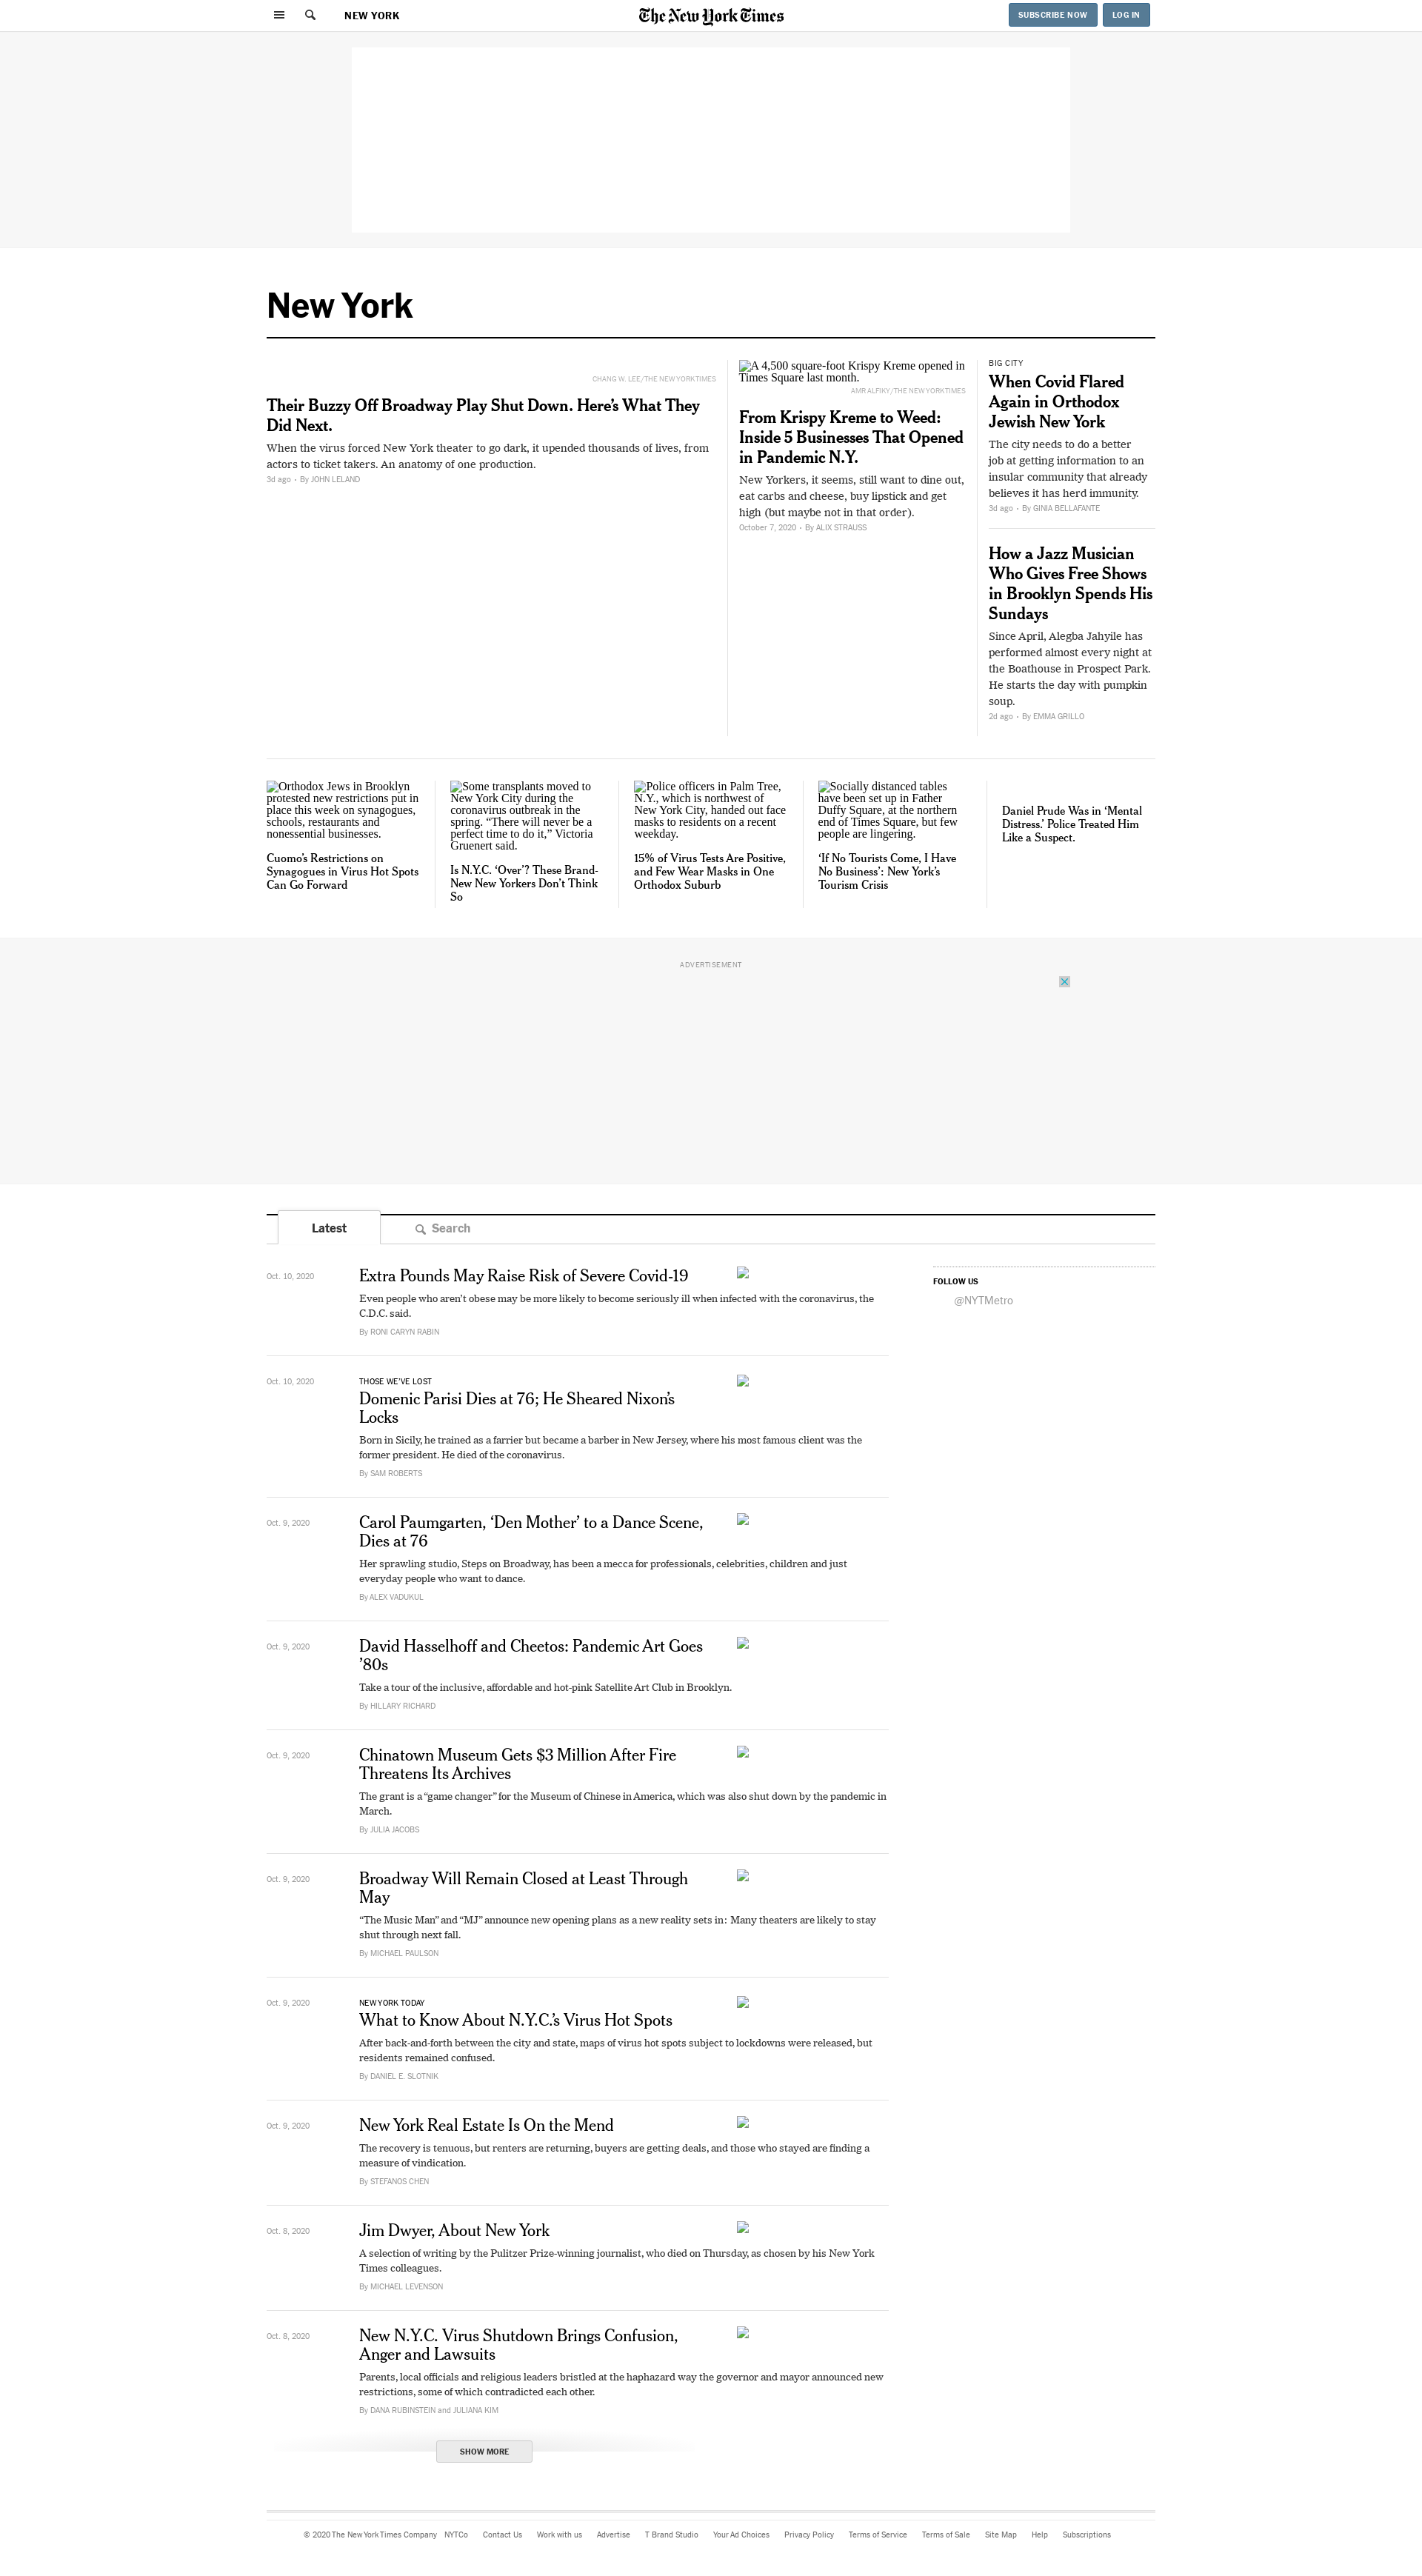 NEW YORK
The New York Times
SUBSCRIBE NOW
LOG IN
New York
CHANG W. LEE/THE NEW YORK TIMES
Their Buzzy Off Broadway Play Shut Down. Here’s What They
Did Next.
When the virus forced New York theater to go dark, it upended thousands of lives, from
actors to ticket takers. An anatomy of one production.
3d ago • By JOHN LELAND
A 4,500 square-foot Krispy Kreme opened in
Times Square last month.
AMR ALFIKY/THE NEW YORK TIMES
From Krispy Kreme to Weed:
Inside 5 Businesses That Opened
in Pandemic N.Y.
New Yorkers, it seems, still want to dine out,
eat carbs and cheese, buy lipstick and get
high (but maybe not in that order).
October 7, 2020 • By ALIX STRAUSS
BIG CITY
When Covid Flared
Again in Orthodox
Jewish New York
The city needs to do a better
job at getting information to an
insular community that already
believes it has herd immunity.
3d ago • By GINIA BELLAFANTE
How a Jazz Musician
Who Gives Free Shows
in Brooklyn Spends His
Sundays
Since April, Alegba Jahyile has
performed almost every night at
the Boathouse in Prospect Park.
He starts the day with pumpkin
soup.
2d ago • By EMMA GRILLO
Orthodox Jews in Brooklyn
protested new restrictions put in
place this week on synagogues,
schools, restaurants and
nonessential businesses.
Cuomo’s Restrictions on
Synagogues in Virus Hot Spots
Can Go Forward
Some transplants moved to
New York City during the
coronavirus outbreak in the
spring. “There will never be a
perfect time to do it,” Victoria
Gruenert said.
Is N.Y.C. ‘Over’? These Brand-
New New Yorkers Don’t Think
So
Police officers in Palm Tree,
N.Y., which is northwest of
New York City, handed out face
masks to residents on a recent
weekday.
15% of Virus Tests Are Positive,
and Few Wear Masks in One
Orthodox Suburb
Socially distanced tables
have been set up in Father
Duffy Square, at the northern
end of Times Square, but few
people are lingering.
‘If No Tourists Come, I Have
No Business’: New York’s
Tourism Crisis
Daniel Prude Was in ‘Mental
Distress.’ Police Treated Him
Like a Suspect.
ADVERTISEMENT
Latest
Search
Oct. 10, 2020
Extra Pounds May Raise Risk of Severe Covid-19
Even people who aren’t obese may be more likely to become seriously ill when infected with the coronavirus, the
C.D.C. said.
By RONI CARYN RABIN
FOLLOW US
@NYTMetro
Oct. 10, 2020
THOSE WE’VE LOST
Domenic Parisi Dies at 76; He Sheared Nixon’s
Locks
Born in Sicily, he trained as a farrier but became a barber in New Jersey, where his most famous client was the
former president. He died of the coronavirus.
By SAM ROBERTS
Oct. 9, 2020
Carol Paumgarten, ‘Den Mother’ to a Dance Scene,
Dies at 76
Her sprawling studio, Steps on Broadway, has been a mecca for professionals, celebrities, children and just
everyday people who want to dance.
By ALEX VADUKUL
Oct. 9, 2020
David Hasselhoff and Cheetos: Pandemic Art Goes
’80s
Take a tour of the inclusive, affordable and hot-pink Satellite Art Club in Brooklyn.
By HILLARY RICHARD
Oct. 9, 2020
Chinatown Museum Gets $3 Million After Fire
Threatens Its Archives
The grant is a “game changer” for the Museum of Chinese in America, which was also shut down by the pandemic in
March.
By JULIA JACOBS
Oct. 9, 2020
Broadway Will Remain Closed at Least Through
May
“The Music Man” and “MJ” announce new opening plans as a new reality sets in: Many theaters are likely to stay
shut through next fall.
By MICHAEL PAULSON
Oct. 9, 2020
NEW YORK TODAY
What to Know About N.Y.C.’s Virus Hot Spots
After back-and-forth between the city and state, maps of virus hot spots subject to lockdowns were released, but
residents remained confused.
By DANIEL E. SLOTNIK
Oct. 9, 2020
New York Real Estate Is On the Mend
The recovery is tenuous, but renters are returning, buyers are getting deals, and those who stayed are finding a
measure of vindication.
By STEFANOS CHEN
Oct. 8, 2020
Jim Dwyer, About New York
A selection of writing by the Pulitzer Prize-winning journalist, who died on Thursday, as chosen by his New York
Times colleagues.
By MICHAEL LEVENSON
Oct. 8, 2020
New N.Y.C. Virus Shutdown Brings Confusion,
Anger and Lawsuits
Parents, local officials and religious leaders bristled at the haphazard way the governor and mayor announced new
restrictions, some of which contradicted each other.
By DANA RUBINSTEIN and JULIANA KIM
SHOW MORE
© 2020 The New York Times Company NYTCo Contact Us Work with us Advertise T Brand Studio Your Ad Choices Privacy Policy Terms of Service Terms of Sale Site Map Help Subscriptions